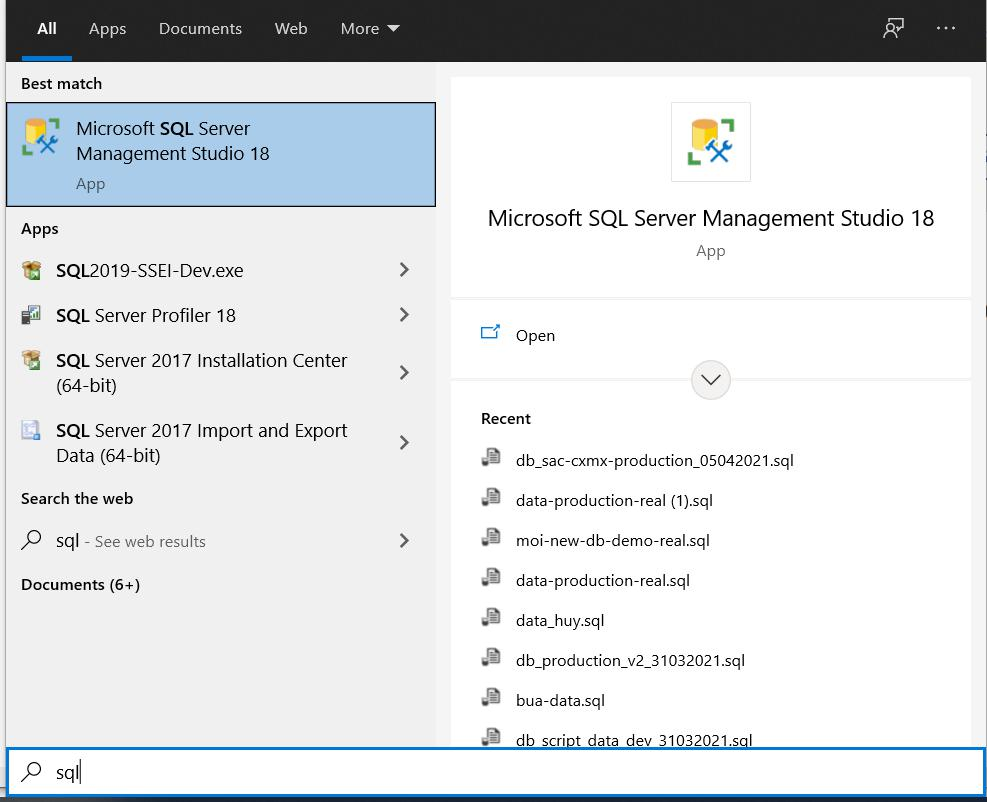 All Apps Documents Web More
Best match
Microsoft SQL Server
Management Studio 18
App
Apps
SQL2019-SSEI-Dev.exe
SQL Server Profiler 18
SQL Server 2017 Installation Center
(64-bit)
SQL Server 2017 Import and Export
Data (64-bit)
Search the web
sql - See web results
Documents (6+)
Microsoft SQL Server Management Studio 18
App
Open
Recent
db_sac-cxmx-production_05042021.sql
data-production-real (1).sql
moi-new-db-demo-real.sql
data-production-real.sql
data_huy.sql
db_production_v2_31032021.sql
bua-data.sql
db_script_data_dev_31032021.sql
sql